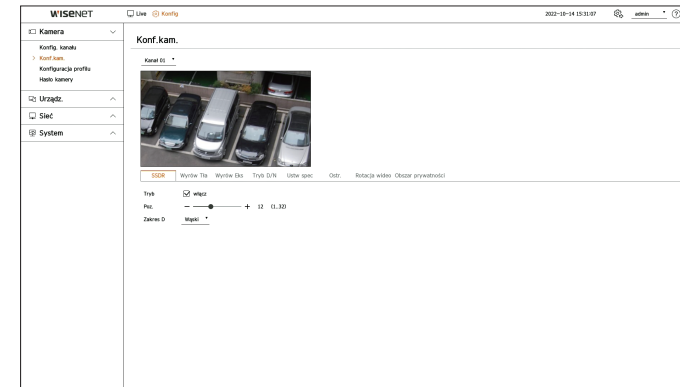 WISENET
Live Konfig
2022-10-14 15:31:07 admin ?
Kamera
Konfig. kanału
> Konf.kam.
Konfiguracja profilu
Hasło kamery
Urządz.
Sieć
System
Konf.kam.
Kanał 01
SSDR Wyrów Tła Wyrów Eks Tryb D/N Ustw spec Ostr. Rotacja wideo Obszar prywatności
Tryb włącz
Poz. − + 12 (1..32)
Zakres D Wąski